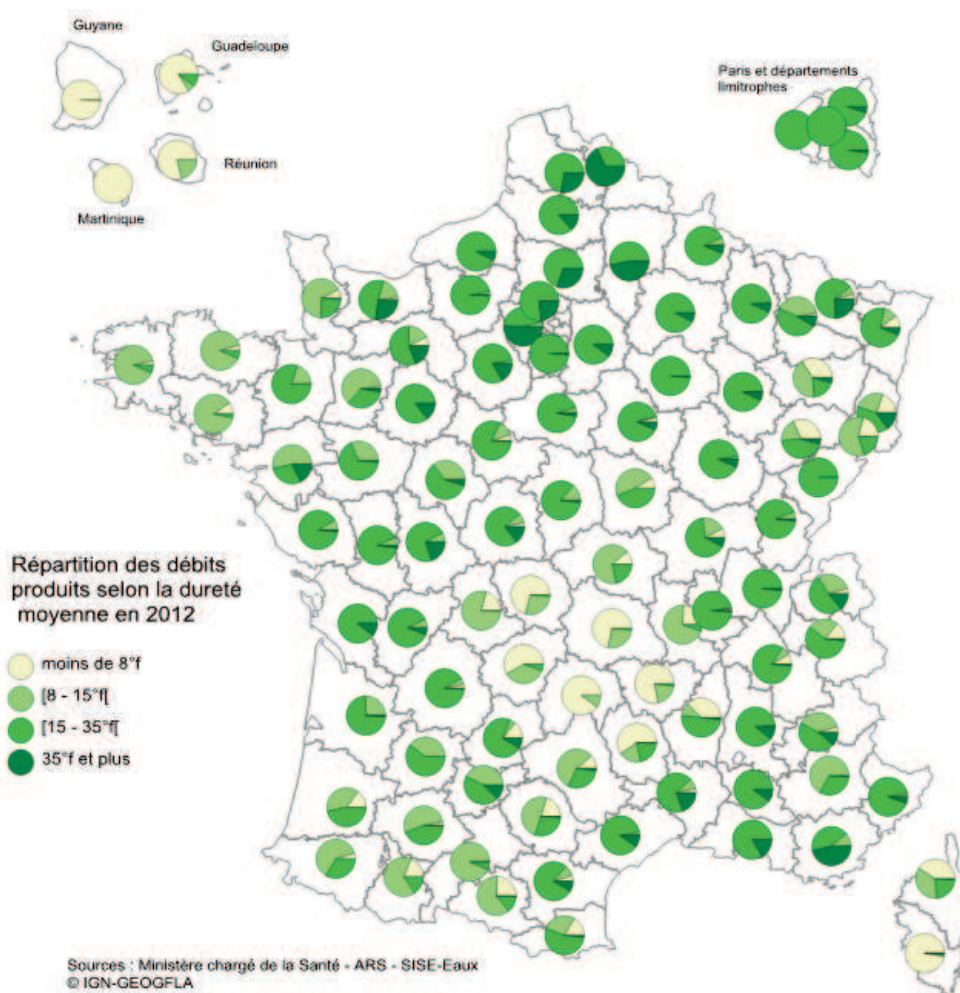 Guyane
Guadeloupe
Paris et départements
limitrophes
Réunion
Martinique
Répartition des débits
produits selon la dureté
moyenne en 2012
moins de 8°f
[8 - 15°f[
[15 - 35°f[
35°f et plus
Sources : Ministère chargé de la Santé - ARS - SISE-Eaux
© IGN-GEOGFLA